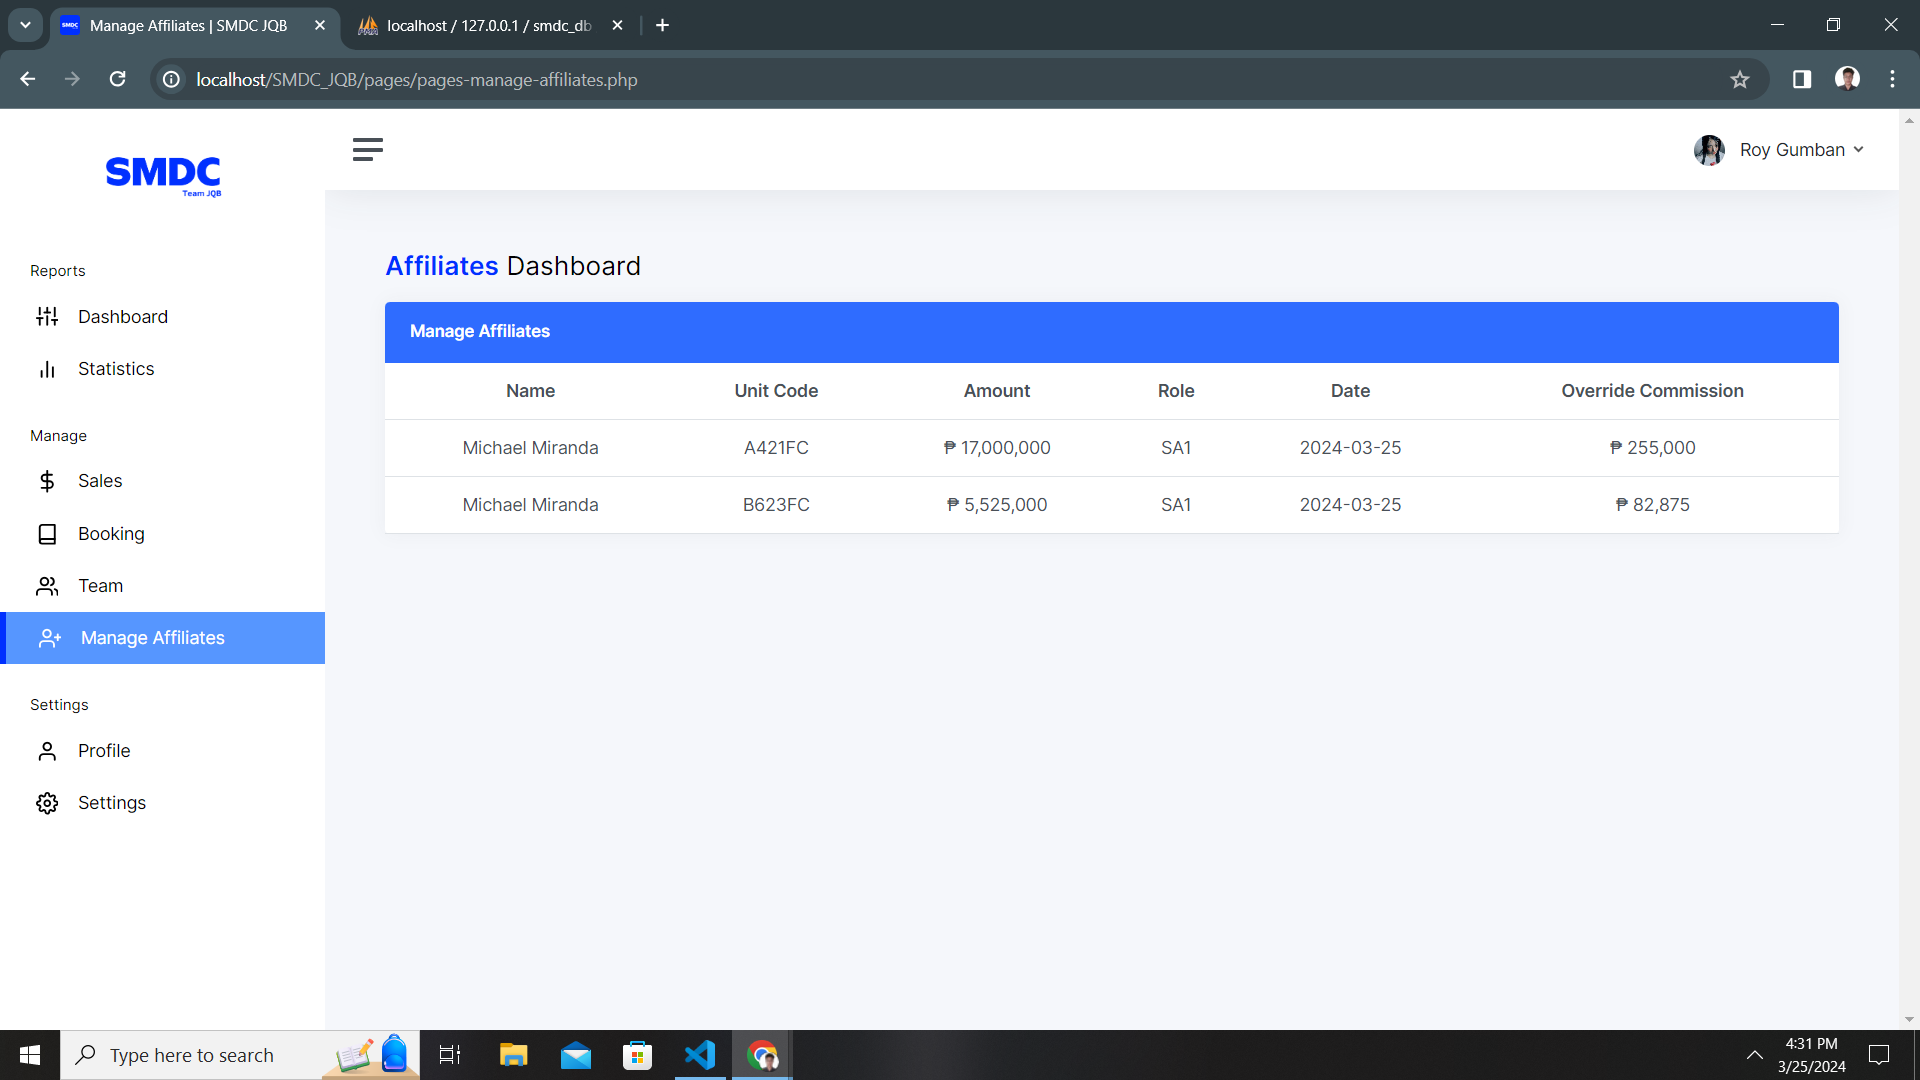 Manage Affiliates | SMDC JQB
localhost / 127.0.0.1 / smdc_db
localhost/SMDC_JQB/pages/pages-manage-affiliates.php
SMDC
Team JQB
Roy Gumban
Reports
Dashboard
Statistics
Manage
Sales
Booking
Team
Manage Affiliates
Settings
Profile
Settings
Affiliates Dashboard
Manage Affiliates
Name Unit Code Amount Role Date Override Commission
Michael Miranda A421FC ₱ 17,000,000 SA1 2024-03-25 ₱ 255,000
Michael Miranda B623FC ₱ 5,525,000 SA1 2024-03-25 ₱ 82,875
Type here to search
4:31 PM
3/25/2024